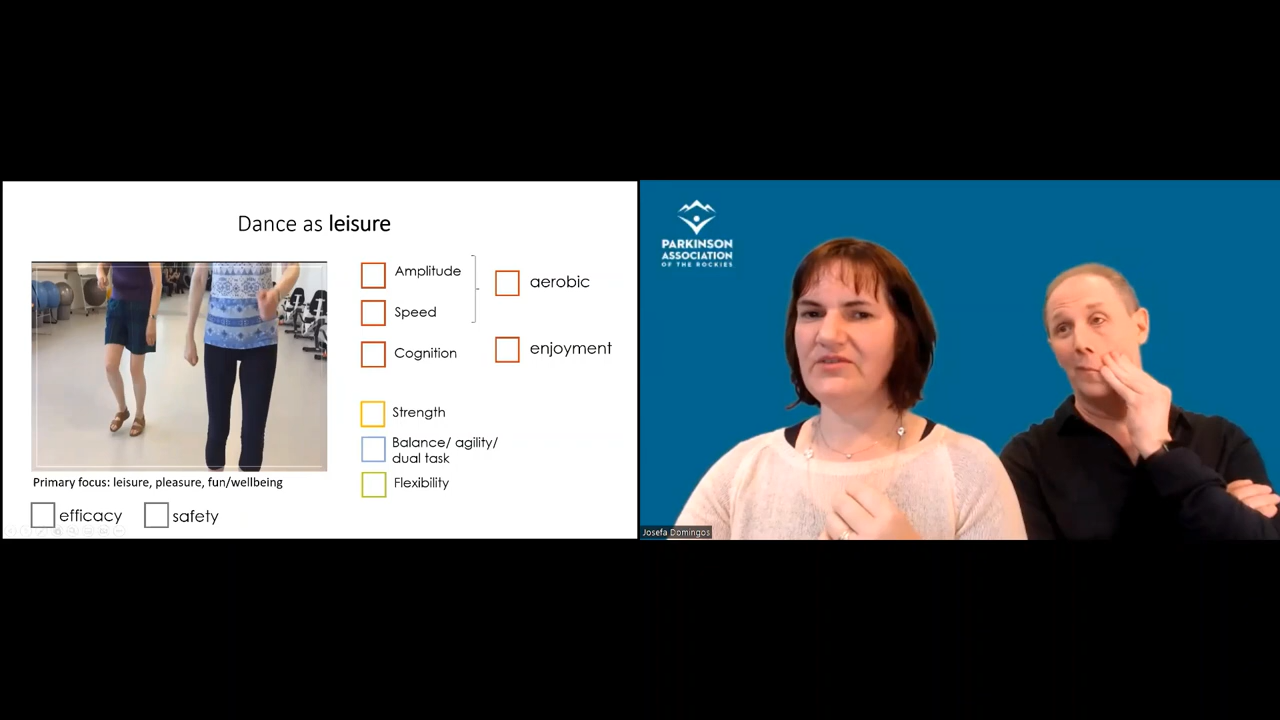 Dance as leisure
Amplitude
Speed
Cognition
aerobic
enjoyment
Strength
Balance/ agility/
dual task
Flexibility
Primary focus: leisure, pleasure, fun/wellbeing
efficacy
safety
PARKINSON
ASSOCIATION
OF THE ROCKIES
Josefa Domingos